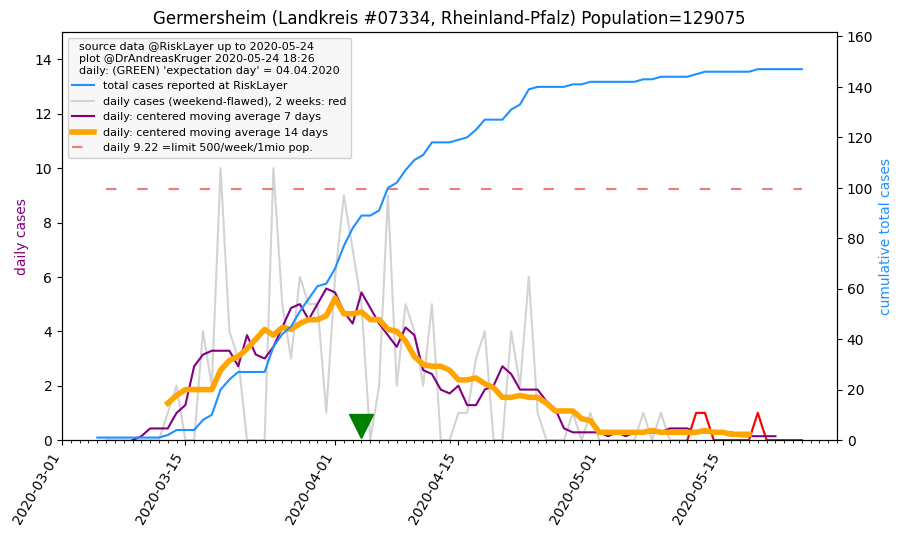 Germersheim (Landkreis #07334, Rheinland-Pfalz) Population=129075
source data @RiskLayer up to 2020-05-24
plot @DrAndreasKruger 2020-05-24 18:26
daily: (GREEN) 'expectation day' = 04.04.2020
total cases reported at RiskLayer
daily cases (weekend-flawed), 2 weeks: red
daily: centered moving average 7 days
daily: centered moving average 14 days
daily 9.22 =limit 500/week/1mio pop.
daily cases
14
12
10
8
6
4
2
0
cumulative total cases
160
140
120
100
80
60
40
20
0
2020-03-01
2020-03-15
2020-04-01
2020-04-15
2020-05-01
2020-05-15